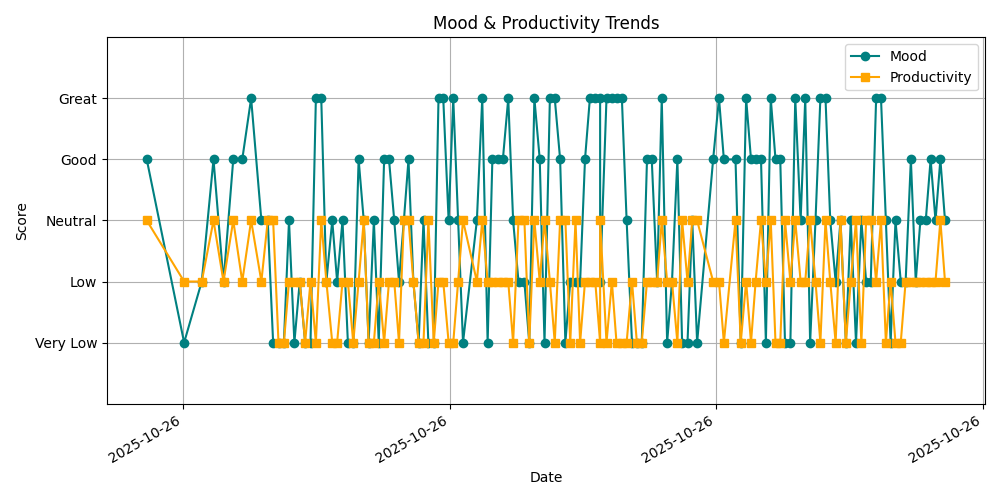 Mood & Productivity Trends
Mood
Productivity
Great
Good
Neutral
Low
Very Low
Score
2025-10-26
2025-10-26
2025-10-26
2025-10-26
Date